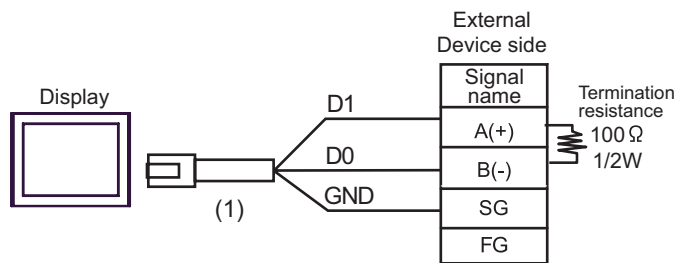 External
Device side
Display
Signal
name
Termination
resistance
100Ω
1/2W
D1
A(+)
D0
B(-)
GND
SG
(1)
FG